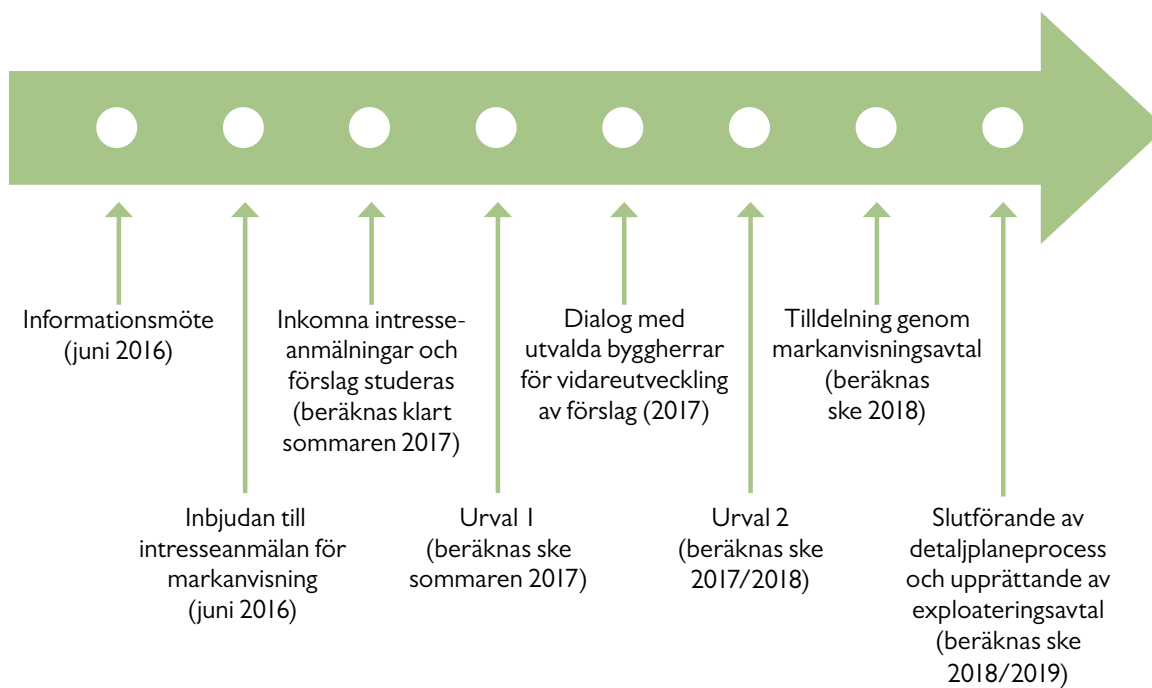 Informationsmöte
(juni 2016)
Inbjudan till
intresseanmälan för
markanvisning
(juni 2016)
Inkomna intresse-
anmälningar och
förslag studeras
(beräknas klart
sommaren 2017)
Urval 1
(beräknas ske
sommaren 2017)
Dialog med
utvalda byggherrar
för vidareutveckling
av förslag (2017)
Urval 2
(beräknas ske
2017/2018)
Tilldelning genom
markanvisningsavtal
(beräknas
ske 2018)
Slutförande av
detaljplaneprocess
och upprättande av
exploateringsavtal
(beräknas ske
2018/2019)